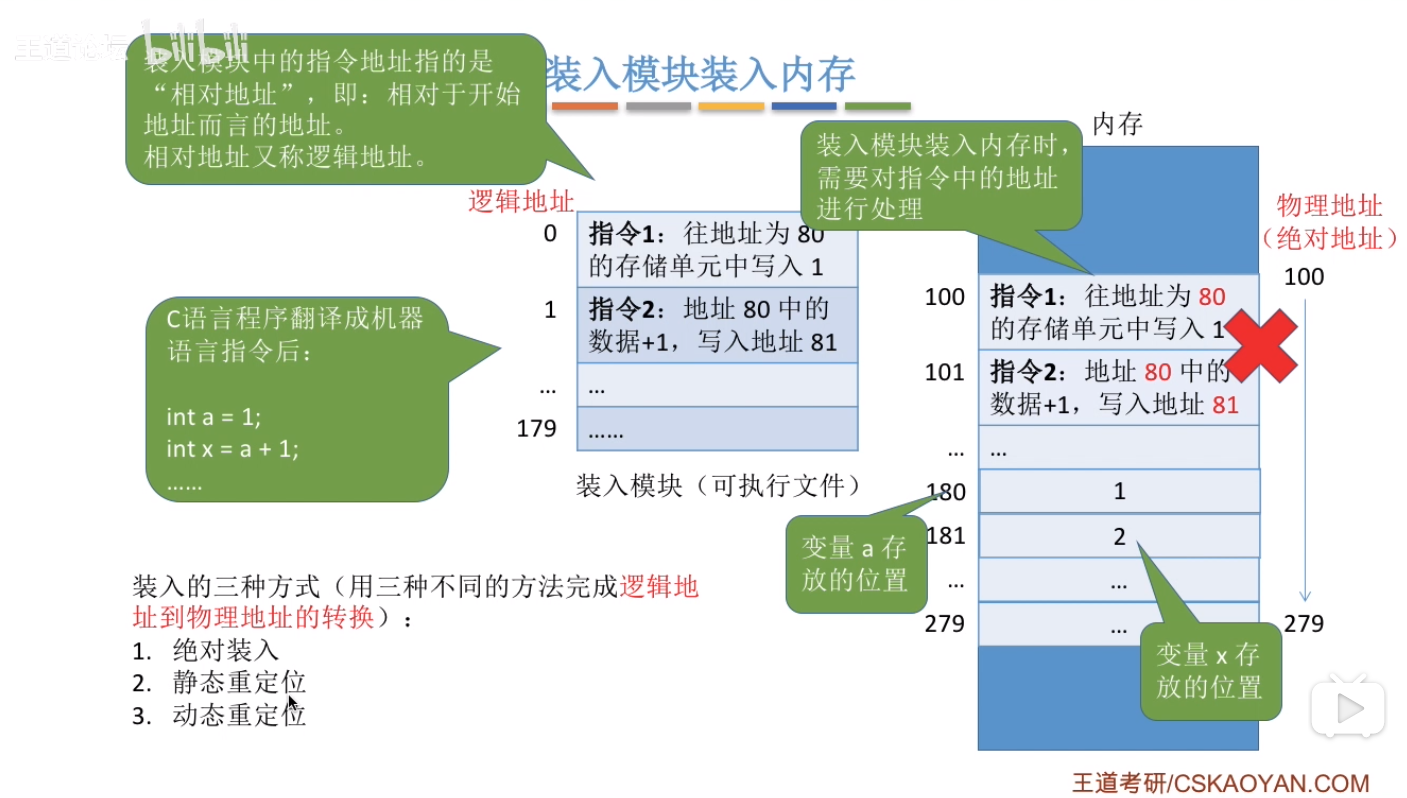 王道论坛 bilibili
装入模块装入内存
装入模块中的指令地址指的是
“相对地址”，即：相对于开始
地址而言的地址。
相对地址又称逻辑地址。
逻辑地址
0
指令1：往地址为 80
的存储单元中写入 1
1
指令2：地址 80 中的
数据+1，写入地址 81
...
...
179
......
装入模块（可执行文件）
C语言程序翻译成机器
语言指令后：
int a = 1;
int x = a + 1;
......
装入的三种方式（用三种不同的方法完成逻辑地
址到物理地址的转换）：
1. 绝对装入
2. 静态重定位
3. 动态重定位
装入模块装入内存时，
需要对指令中的地址
进行处理
内存
物理地址
（绝对地址）
100
279
100
指令1：往地址为 80
的存储单元中写入 1
101
指令2：地址 80 中的
数据+1，写入地址 81
...
...
180
1
181
2
...
...
279
...
变量 a 存
放的位置
变量 x 存
放的位置
王道考研/CSKAOYAN.COM